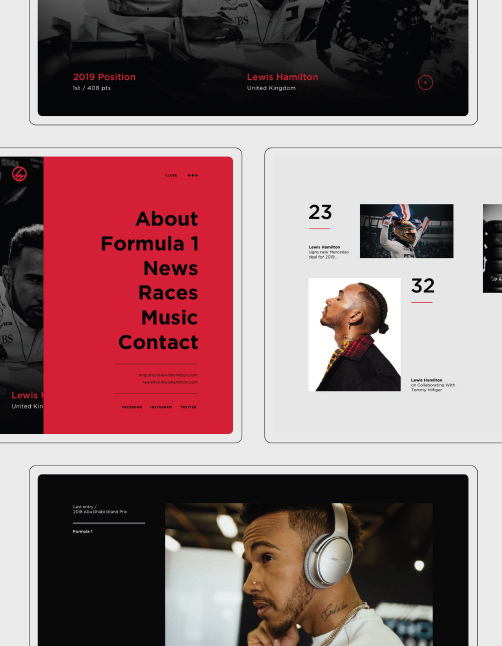 UBS
2019 Position
1st / 408 pts
Lewis Hamilton
United Kingdom
CLOSE
About
Formula 1
News
Races
Music
Contact
FACEBOOK
INSTAGRAM
TWITTER
UBS
Lewis H
United Kin
23
Lewis Hamilton
signs new Mercedes
deal for 2019...
32
Lewis Hamilton
on Collaborating With
Tommy Hilfiger
Last entry /
2018 Abu Dhabi Grand Prix
Formula 1